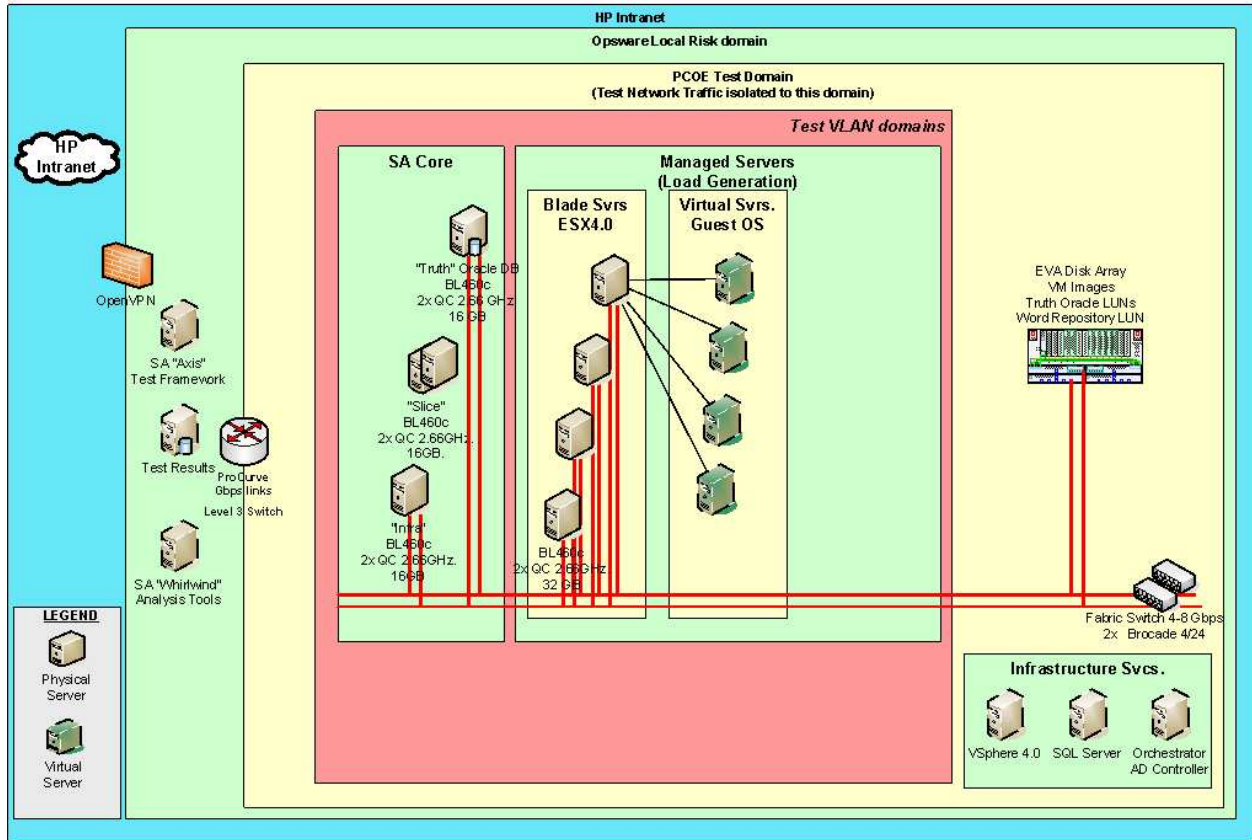 HP Intranet
Opsware Local Risk domain
PCOE Test Domain
(Test Network Traffic isolated to this domain)
Test VLAN domains
HP
Intranet
OpenVPN
SA "Axis"
Test Framework
Test Results
ProCurve
Gbps links
Level 3 Switch
SA "Whirlwind"
Analysis Tools
LEGEND
Physical
Server
Virtual
Server
SA Core
"Truth" Oracle DB
BL460c
2x QC 2.66 GHz
16 GB
"Slice"
BL460c
2x QC 2.66GHz.
16GB.
"Infra"
BL460c
2x QC 2.66GHz.
16GB
Managed Servers
(Load Generation)
Blade Svrs
ESX4.0
BL460c
2x QC 2.66GHz.
32 GB
Virtual Svrs.
Guest OS
EVA Disk Array
VM Images
Truth Oracle LUNs
Word Repository LUN
Fabric Switch 4-8 Gbps
2x Brocade 4/24
Infrastructure Svcs.
VSphere 4.0
SQL Server
Orchestrator
AD Controller